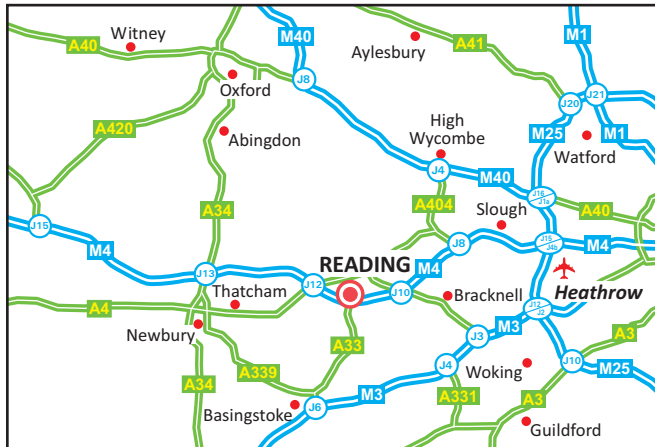 Witney
M40
Aylesbury
A41
M1
A40
J8
Oxford
J20
J21
A420
Abingdon
High
Wycombe
M25
M1
Watford
J4
M40
J16
J1a
A34
A404
Slough
A40
J15
M4
J8
J15
J4b
M4
J13
READING
M4
Thatcham
J12
J10
Bracknell
Heathrow
A4
J12
J2
Newbury
A33
M3
J3
A3
A34
A339
J4
Woking
J10
M25
Basingstoke
J6
M3
A331
A3
Guildford